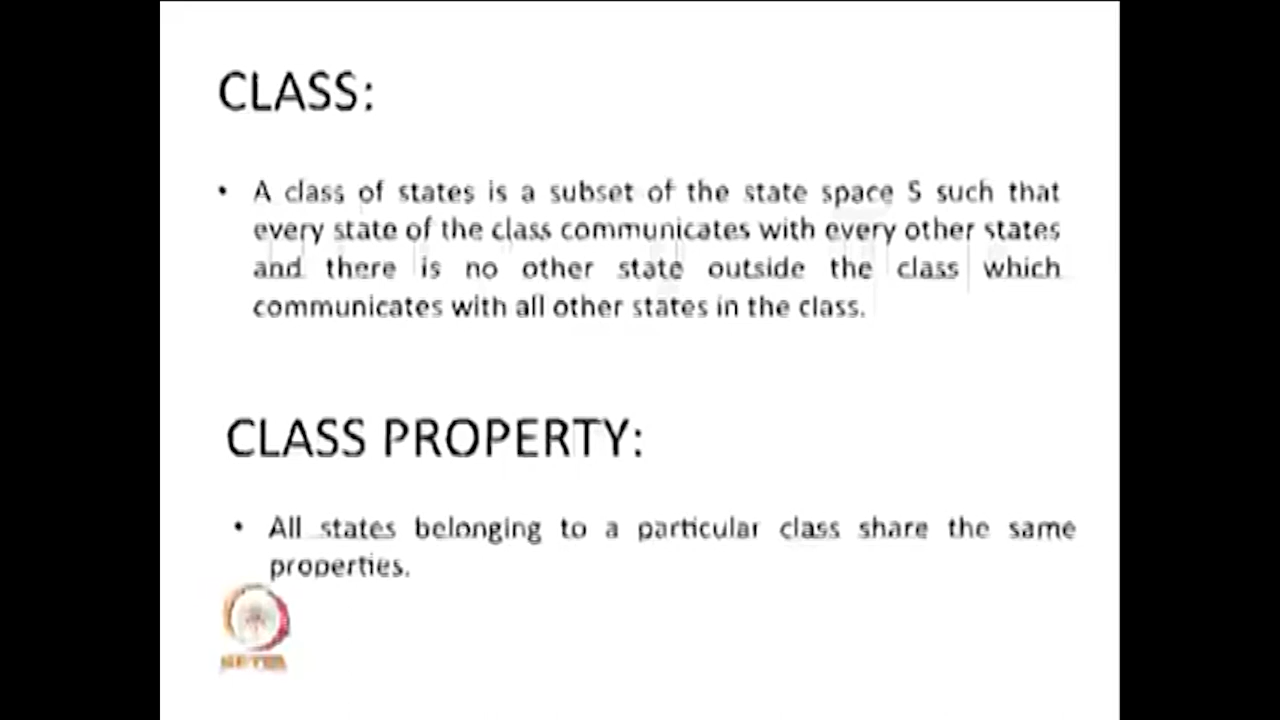 CLASS:
• A class of states is a subset of the state space S such that
every state of the class communicates with every other states
and there is no other state outside the class which
communicates with all other states in the class.
CLASS PROPERTY:
• All states belonging to a particular class share the same
properties.
NPTEL